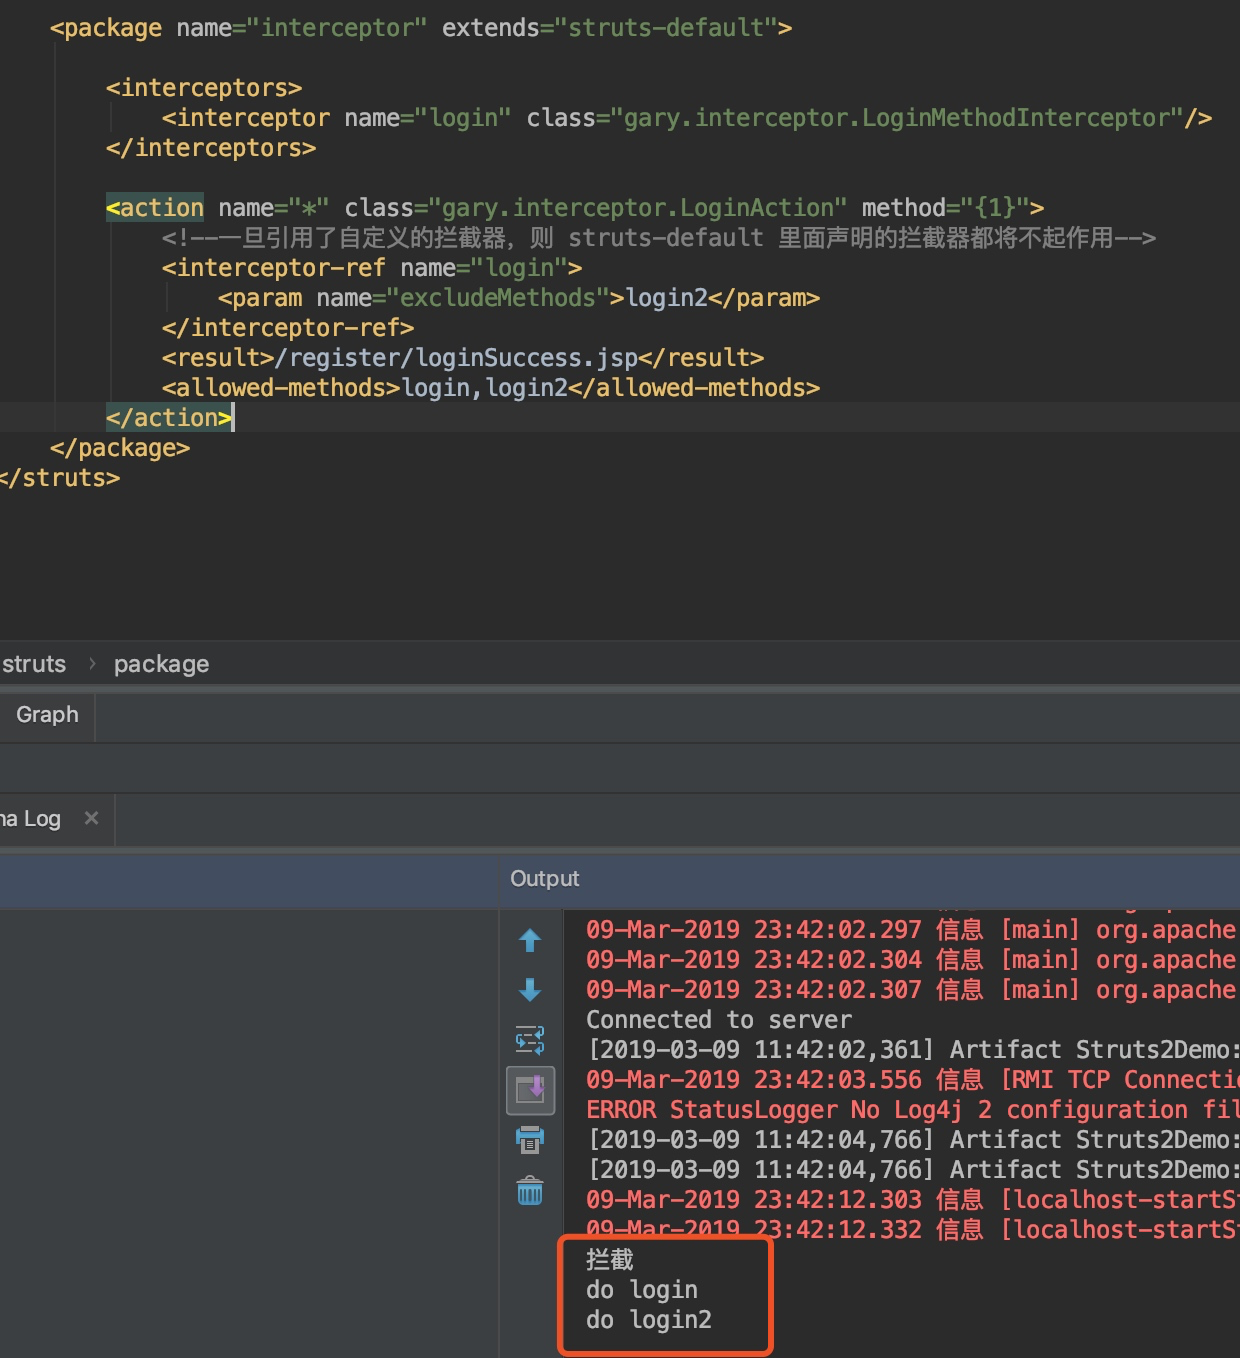 <package name="interceptor" extends="struts-default">
<interceptors>
<interceptor name="login" class="gary.interceptor.LoginMethodInterceptor"/>
</interceptors>
<action name="*" class="gary.interceptor.LoginAction" method="{1}">
<!--一旦引用了自定义的拦截器，则 struts-default 里面声明的拦截器都将不起作用-->
<interceptor-ref name="login">
<param name="excludeMethods">login2</param>
</interceptor-ref>
<result>/register/loginSuccess.jsp</result>
<allowed-methods>login,login2</allowed-methods>
</action>
</package>
</struts>
struts › package
Graph
na Log ×
Output
09-Mar-2019 23:42:02.297 信息 [main] org.apache
09-Mar-2019 23:42:02.304 信息 [main] org.apache
09-Mar-2019 23:42:02.307 信息 [main] org.apache
Connected to server
[2019-03-09 11:42:02,361] Artifact Struts2Demo:
09-Mar-2019 23:42:03.556 信息 [RMI TCP Connectio
ERROR StatusLogger No Log4j 2 configuration fil
[2019-03-09 11:42:04,766] Artifact Struts2Demo:
[2019-03-09 11:42:04,766] Artifact Struts2Demo:
09-Mar-2019 23:42:12.303 信息 [localhost-startS
09-Mar-2019 23:42:12.332 信息 [localhost-startS
拦截
do login
do login2